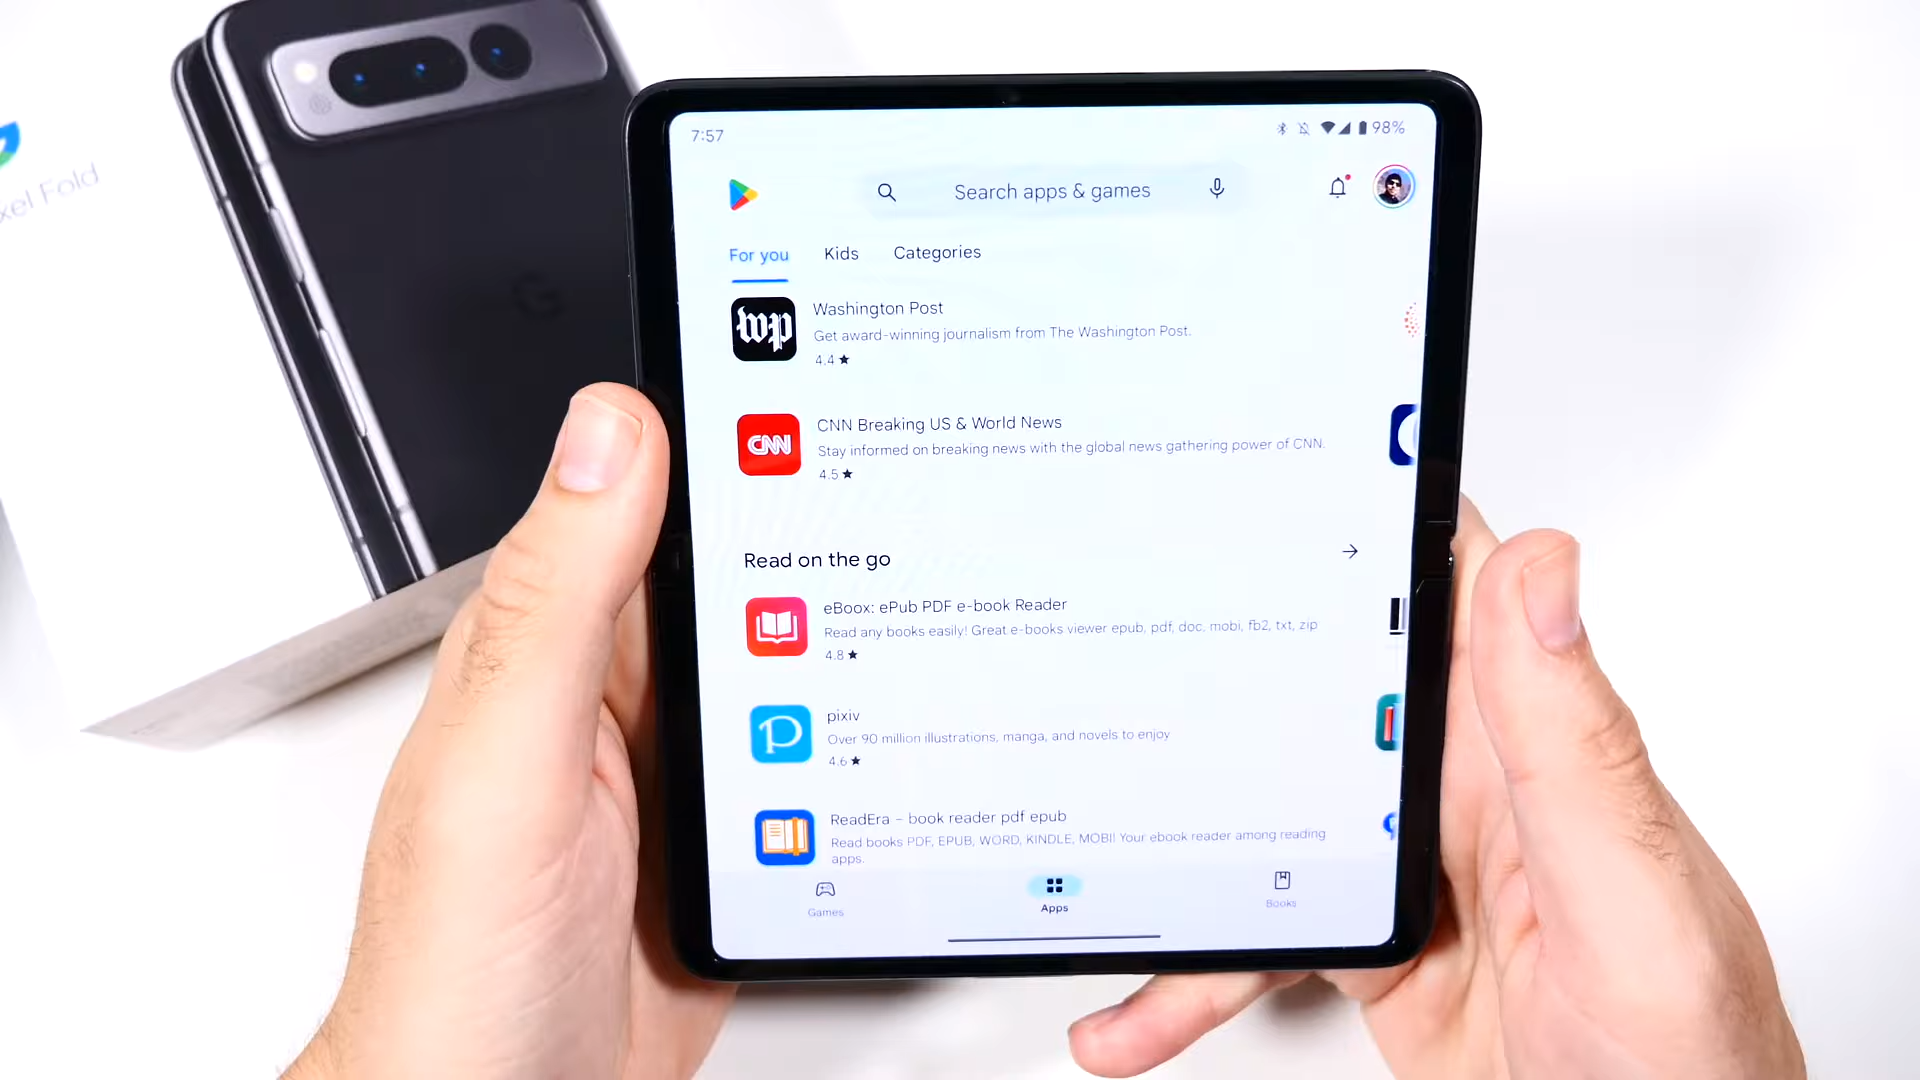 xel Fold
7:57
98%
Search apps & games
For you
Kids
Categories
wp
Washington Post
Get award-winning journalism from The Washington Post.
4.4 ★
CNN
CNN Breaking US & World News
Stay informed on breaking news with the global news gathering power of CNN.
4.5 ★
Read on the go
eBoox: ePub PDF e-book Reader
Read any books easily! Great e-books viewer epub, pdf, doc, mobi, fb2, txt, zip
4.8 ★
P
pixiv
Over 90 million illustrations, manga, and novels to enjoy
4.6 ★
ReadEra – book reader pdf epub
Read books PDF, EPUB, WORD, KINDLE, MOBI! Your ebook reader among reading
apps.
Games
Apps
Books
G